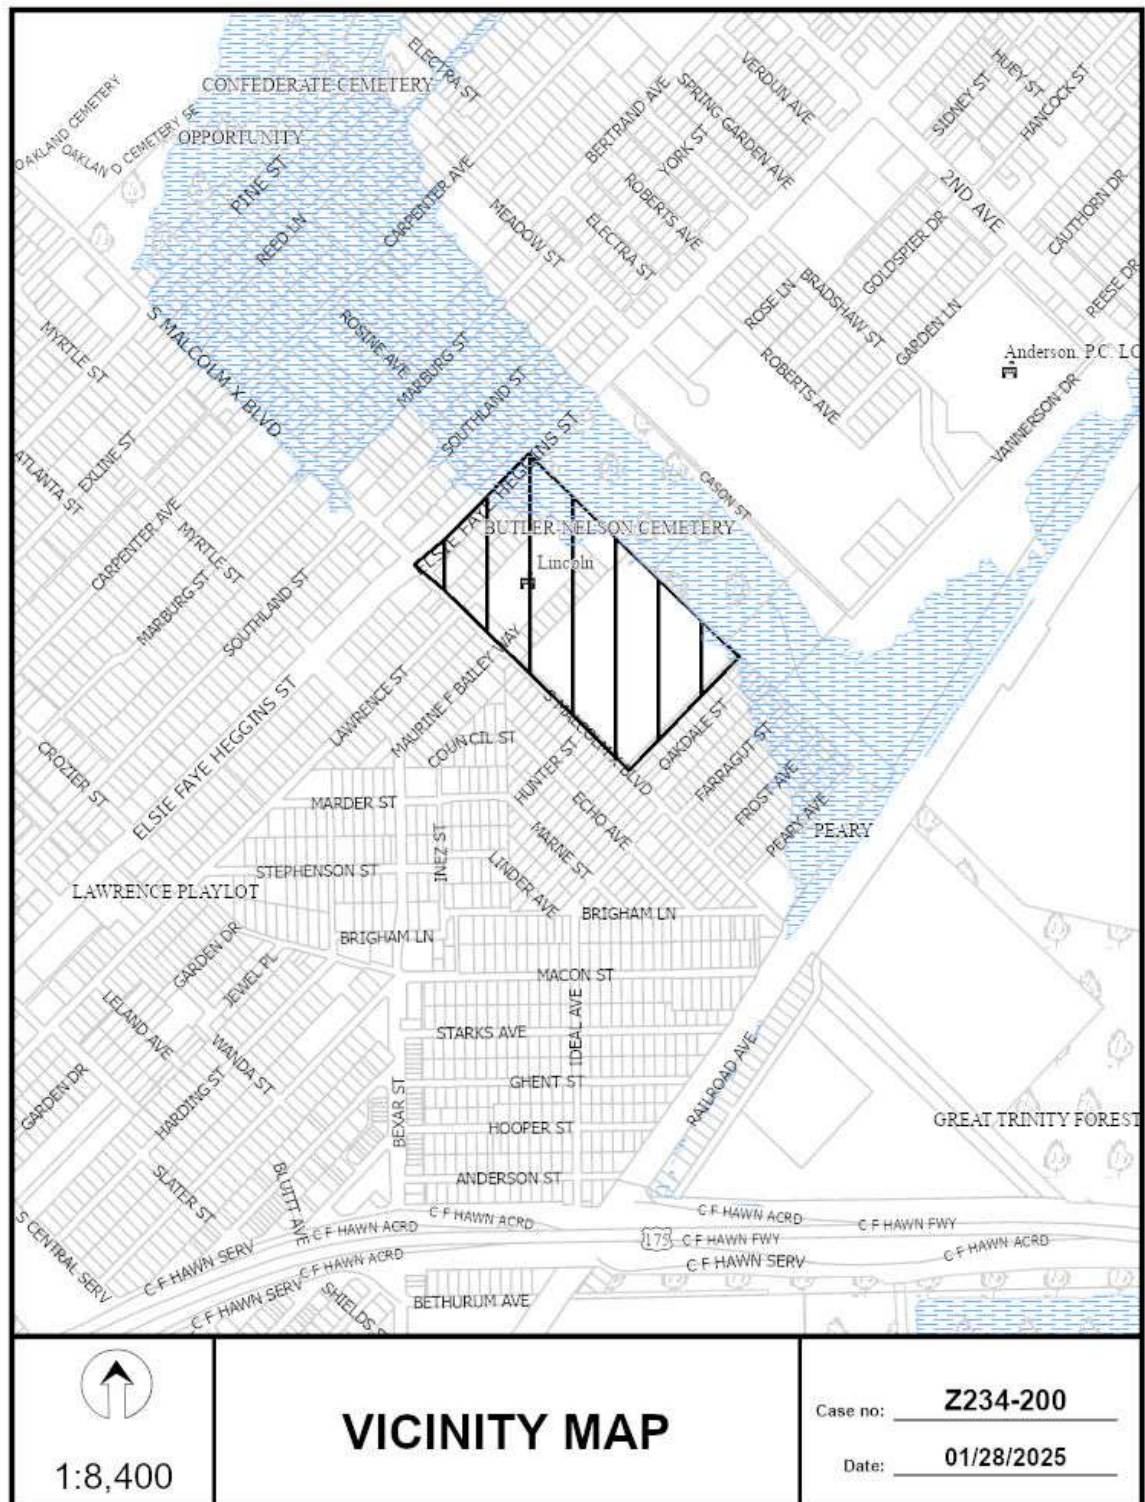 ELECTRA ST
VERDUN AVE
HUEY ST
OAKLAND CEMETERY
CONFEDERATE CEMETERY
BERTRAND AVE
SPRING GARDEN AVE
SIDNEY ST
HANCOCK ST
OAKLAN D CEMETERY SE
OPPORTUNITY
YORK ST
PINE ST
CARPENTER AVE
ROBERTS AVE
2ND AVE
REED LN
MEADOW ST
ELECTRA ST
GOLDSPIER DR
CAUTHORN DR
ROSE LN
BRADSHAW ST
REESE DR
S MALCOLM X BLVD
ROSINE AVE
MARBURG ST
GARDEN LN
MYRTLE ST
Anderson, P.C. LO
ROBERTS AVE
SOUTHLAND ST
VANNERSON DR
EXLINE ST
ATLANTA ST
ELSIE FAYE HEGGINS ST
CASON ST
CARPENTER AVE
MYRTLE ST
BUTLER-NELSON CEMETERY
Lincoln
MARBURG ST
SOUTHLAND ST
LAWRENCE ST
MAURINE F BAILEY WAY
COUNCIL ST
S MALCOLM X BLVD
OAKDALE ST
CROZIER ST
ELSIE FAYE HEGGINS ST
HUNTER ST
FARRAGUT ST
MARDER ST
ECHO AVE
FROST AVE
PEARY AVE
PEARY
INEZ ST
MARNE ST
STEPHENSON ST
LINDER AVE
LAWRENCE PLAYLOT
BRIGHAM LN
BRIGHAM LN
GARDEN DR
JEWEL PL
MACON ST
LELAND AVE
IDEAL AVE
STARKS AVE
WANDA ST
RAILROAD AVE
GARDEN DR
HARDING ST
GHENT ST
BEXAR ST
HOOPER ST
GREAT TRINITY FOREST
SLATER ST
BLUITT AVE
ANDERSON ST
S CENTRAL SERV
C F HAWN ACRD
C F HAWN ACRD
C F HAWN ACRD
C F HAWN FWY
175
C F HAWN FWY
C F HAWN SERV
C F HAWN ACRD
C F HAWN SERV
C F HAWN ACRD
C F HAWN SERV
SHIELDS S
BETHURUM AVE
1:8,400
VICINITY MAP
Case no: Z234-200
Date: 01/28/2025